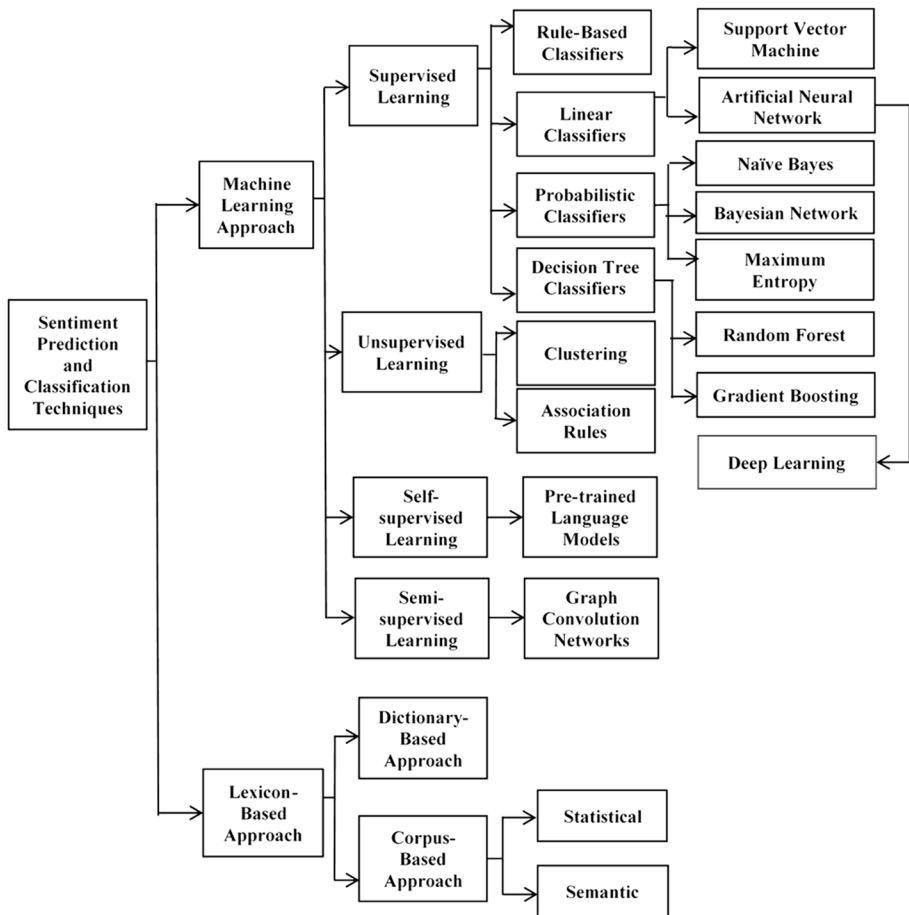 Sentiment
Prediction
and
Classification
Techniques
Machine
Learning
Approach
Supervised
Learning
Rule-Based
Classifiers
Linear
Classifiers
Support Vector
Machine
Artificial Neural
Network
Probabilistic
Classifiers
Naïve Bayes
Bayesian Network
Maximum
Entropy
Decision Tree
Classifiers
Random Forest
Gradient Boosting
Deep Learning
Unsupervised
Learning
Clustering
Association
Rules
Self-
supervised
Learning
Pre-trained
Language
Models
Semi-
supervised
Learning
Graph
Convolution
Networks
Lexicon-
Based
Approach
Dictionary-
Based
Approach
Corpus-
Based
Approach
Statistical
Semantic